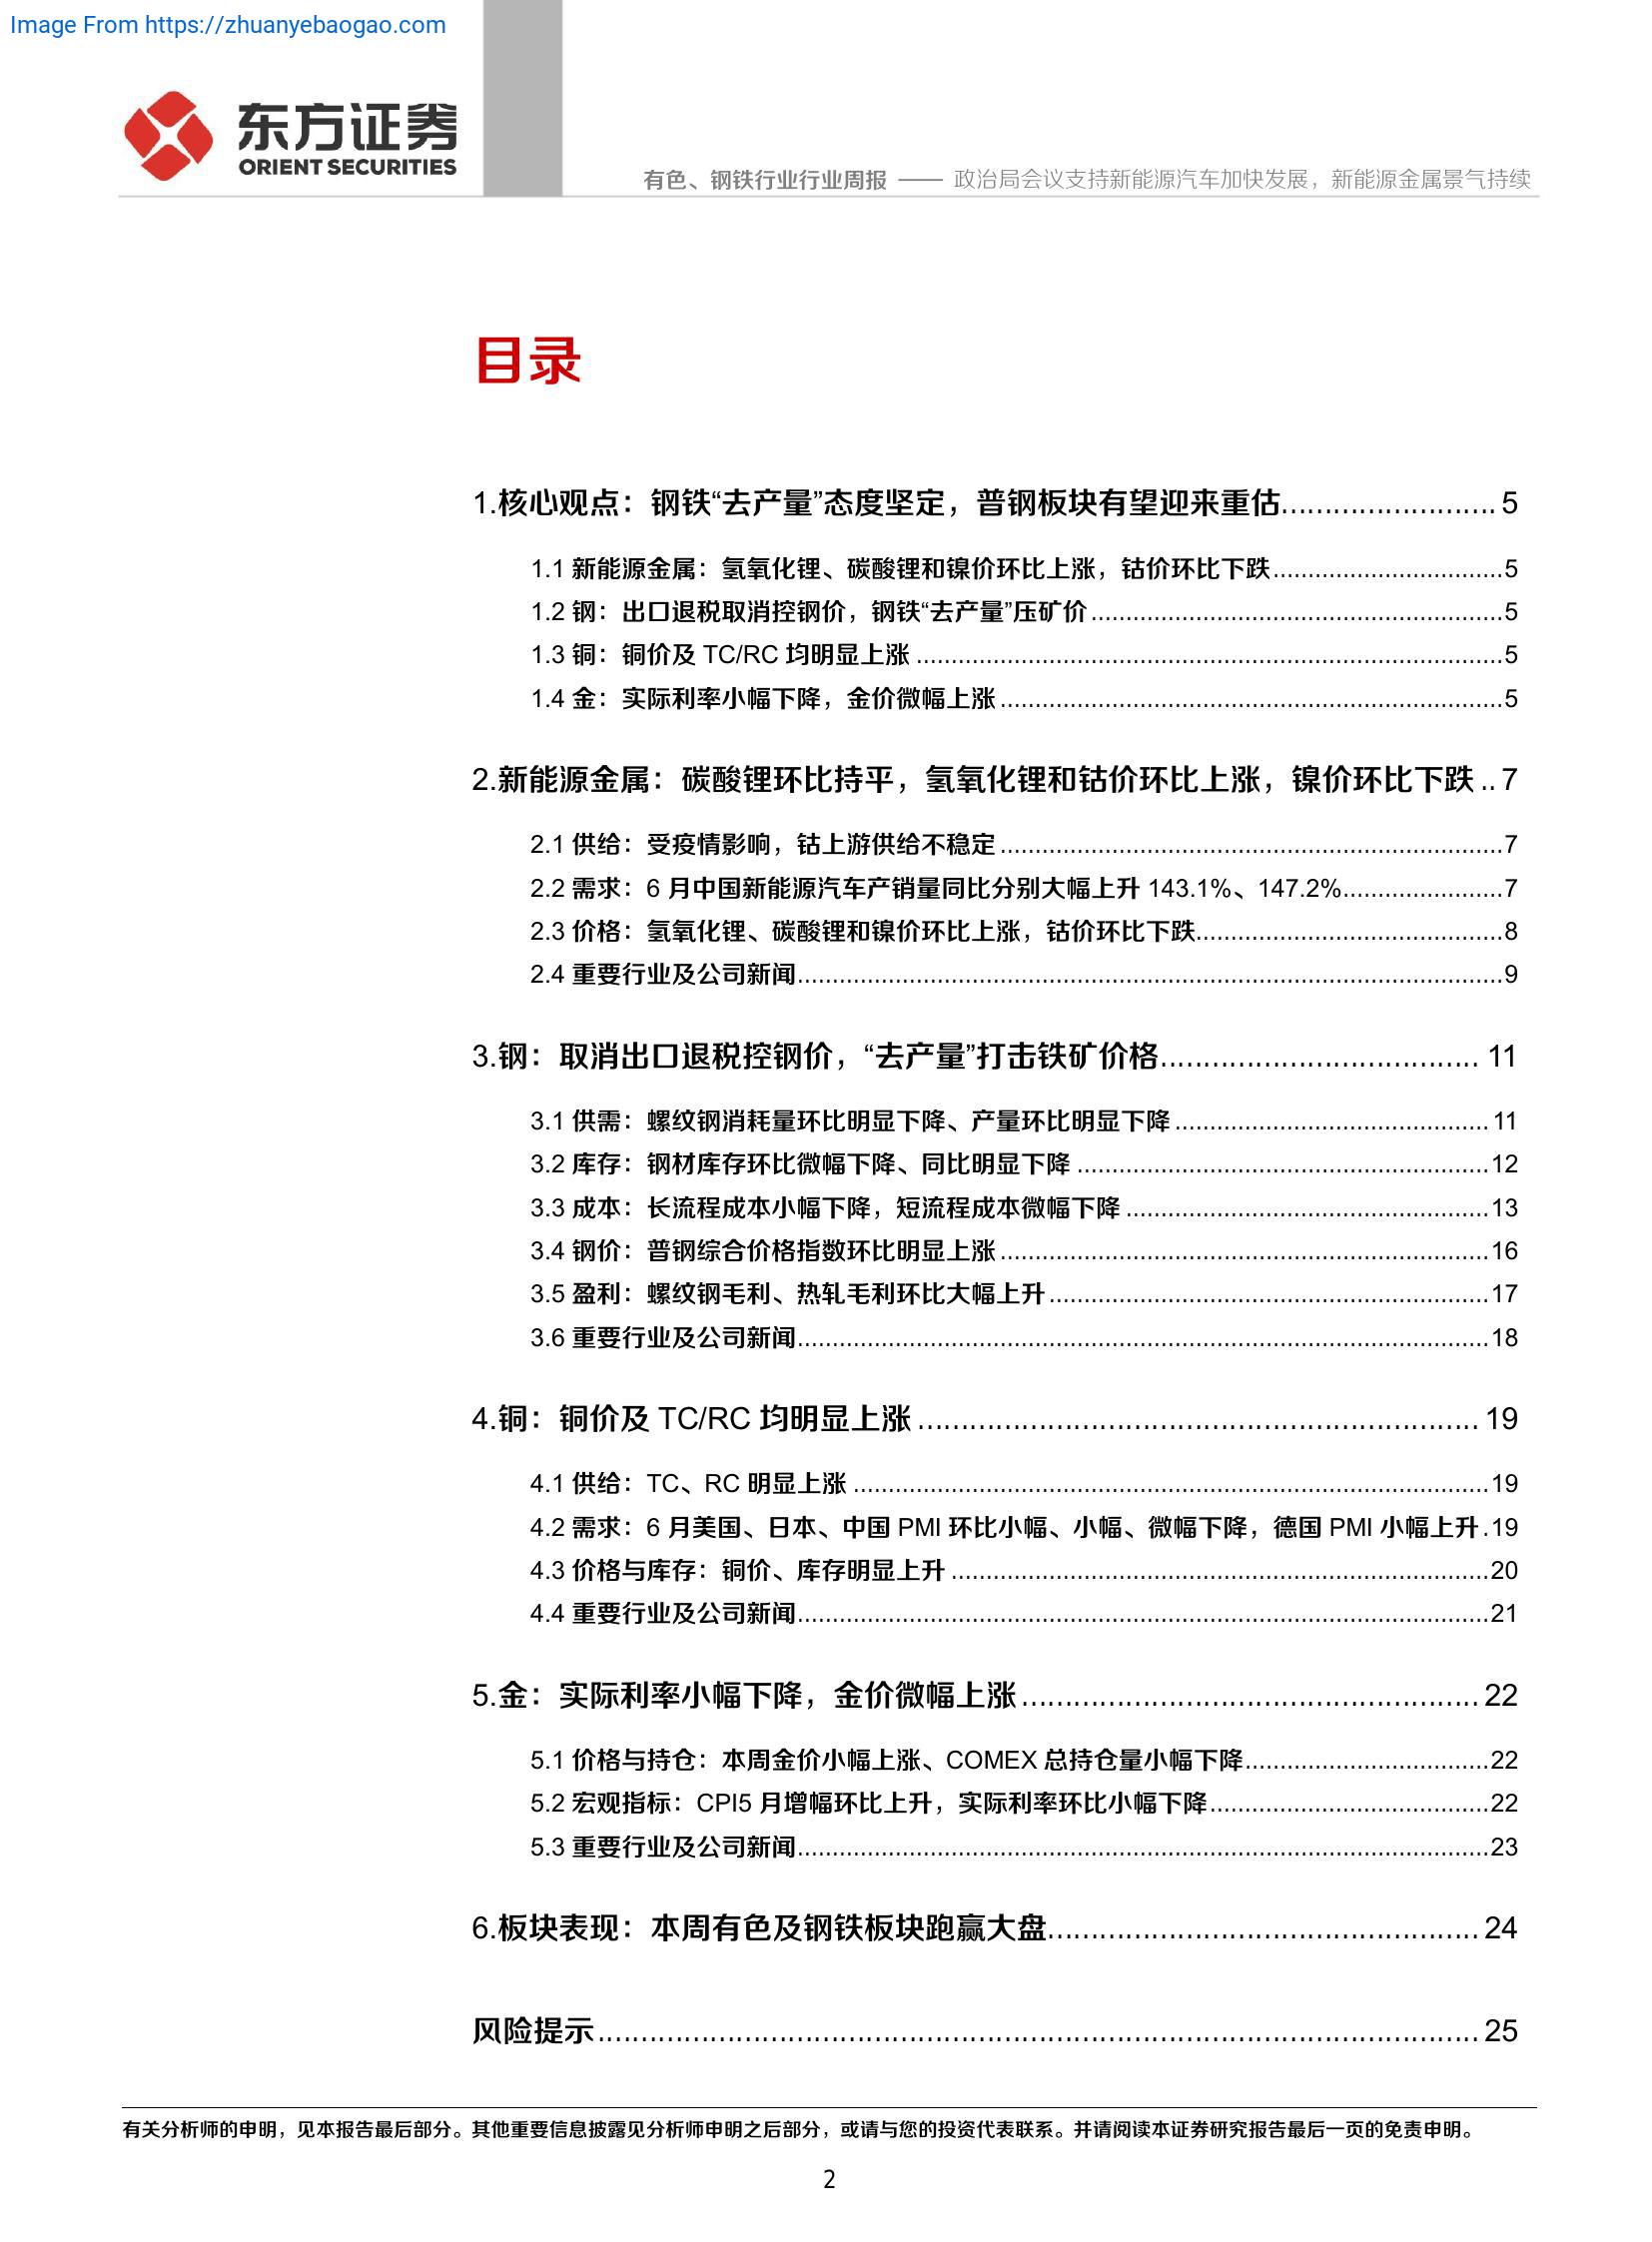 Image From https://zhuanyebaogao.com
东方证券
ORIENT SECURITIES
有色、钢铁行业行业周报 —— 政治局会议支持新能源汽车加快发展，新能源金属景气持续
目录
1.核心观点：钢铁“去产量”态度坚定，普钢板块有望迎来重估........................ 5
1.1 新能源金属：氢氧化锂、碳酸锂和镍价环比上涨，钴价环比下跌.................................5
1.2 钢：出口退税取消控钢价，钢铁“去产量”压矿价...........................................................5
1.3 铜：铜价及 TC/RC 均明显上涨....................................................................................5
1.4 金：实际利率小幅下降，金价微幅上涨........................................................................5
2.新能源金属：碳酸锂环比持平，氢氧化锂和钴价环比上涨，镍价环比下跌.. 7
2.1 供给：受疫情影响，钴上游供给不稳定........................................................................7
2.2 需求：6 月中国新能源汽车产销量同比分别大幅上升 143.1%、147.2%.......................7
2.3 价格：氢氧化锂、碳酸锂和镍价环比上涨，钴价环比下跌............................................8
2.4 重要行业及公司新闻.....................................................................................................9
3.钢：取消出口退税控钢价，“去产量”打击铁矿价格.................................... 11
3.1 供需：螺纹钢消耗量环比明显下降、产量环比明显下降.............................................11
3.2 库存：钢材库存环比微幅下降、同比明显下降...........................................................12
3.3 成本：长流程成本小幅下降，短流程成本微幅下降....................................................13
3.4 钢价：普钢综合价格指数环比明显上涨......................................................................16
3.5 盈利：螺纹钢毛利、热轧毛利环比大幅上升...............................................................17
3.6 重要行业及公司新闻...................................................................................................18
4.铜：铜价及 TC/RC 均明显上涨............................................................... 19
4.1 供给：TC、RC 明显上涨...........................................................................................19
4.2 需求：6 月美国、日本、中国 PMI 环比小幅、小幅、微幅下降，德国 PMI 小幅上升.19
4.3 价格与库存：铜价、库存明显上升.............................................................................20
4.4 重要行业及公司新闻...................................................................................................21
5.金：实际利率小幅下降，金价微幅上涨................................................... 22
5.1 价格与持仓：本周金价小幅上涨、COMEX 总持仓量小幅下降...................................22
5.2 宏观指标：CPI5 月增幅环比上升，实际利率环比小幅下降........................................22
5.3 重要行业及公司新闻...................................................................................................23
6.板块表现：本周有色及钢铁板块跑赢大盘................................................ 24
风险提示................................................................................................... 25
有关分析师的申明，见本报告最后部分。其他重要信息披露见分析师申明之后部分，或请与您的投资代表联系。并请阅读本证券研究报告最后一页的免责申明。
2